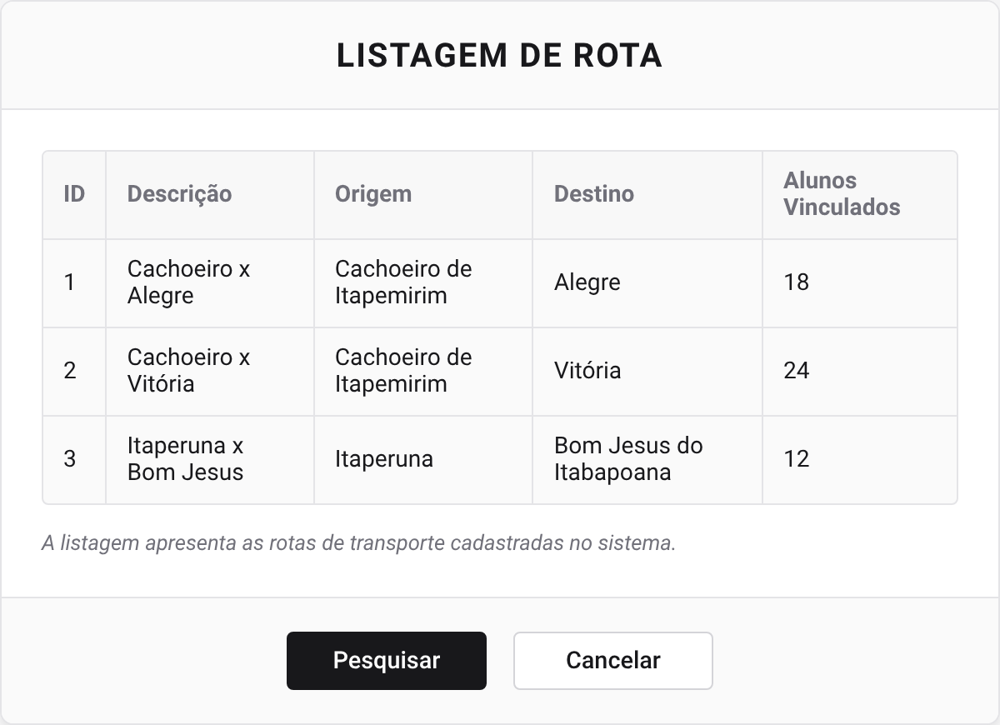 LISTAGEM DE ROTA
ID Descrição Origem Destino Alunos Vinculados
1 Cachoeiro x Alegre Cachoeiro de Itapemirim Alegre 18
2 Cachoeiro x Vitória Cachoeiro de Itapemirim Vitória 24
3 Itaperuna x Bom Jesus Itaperuna Bom Jesus do Itabapoana 12
A listagem apresenta as rotas de transporte cadastradas no sistema.
Pesquisar Cancelar